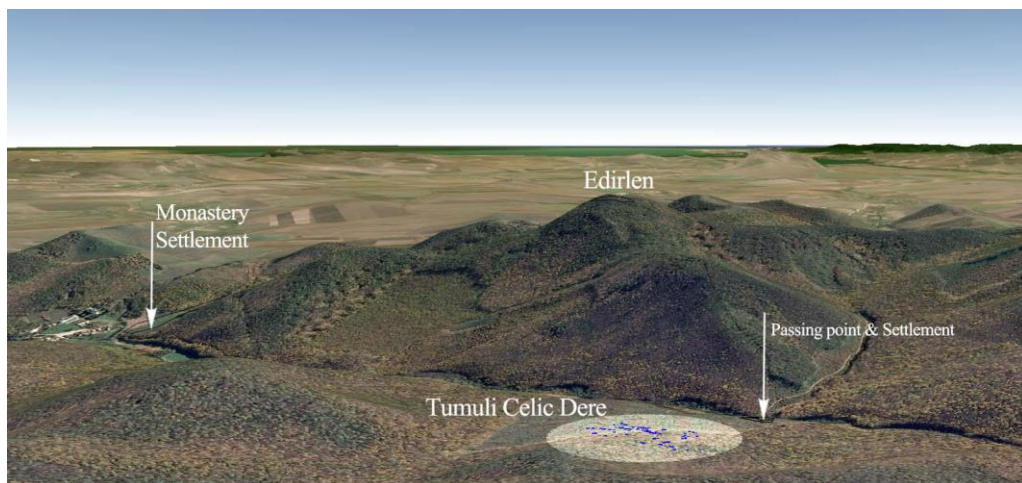 Edirlen
Monastery
Settlement
Passing point & Settlement
Tumuli Celic Dere